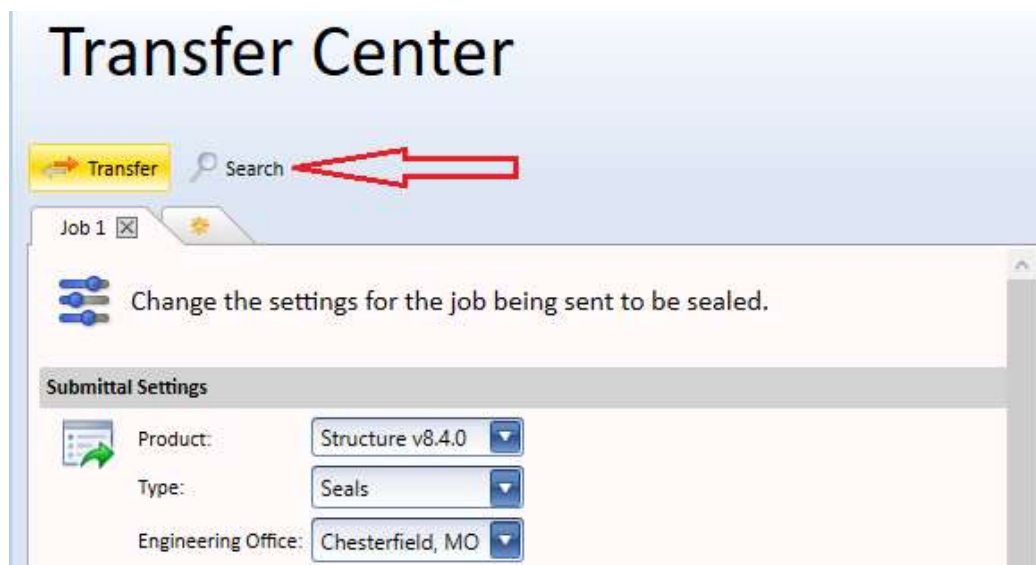 Transfer Center
Transfer Search
Job 1
Change the settings for the job being sent to be sealed.
Submittal Settings
Product: Structure v8.4.0
Type: Seals
Engineering Office: Chesterfield, MO